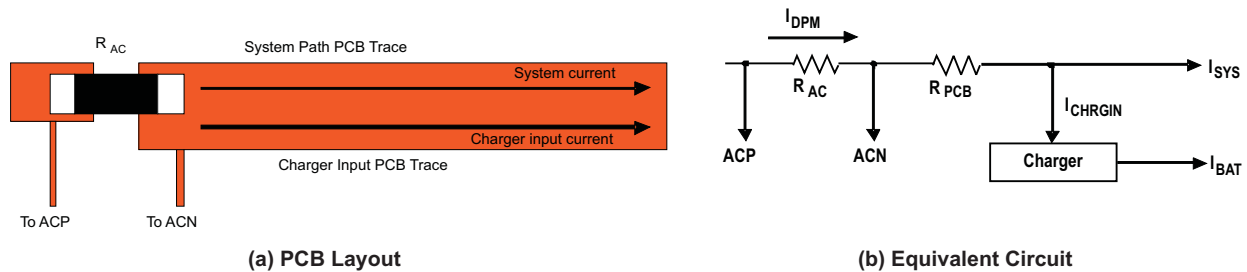 R AC
System Path PCB Trace
System current
Charger input current
Charger Input PCB Trace
To ACP
To ACN
(a) PCB Layout
I DPM
R AC
R PCB
I SYS
I CHRGIN
ACP
ACN
Charger
I BAT
(b) Equivalent Circuit